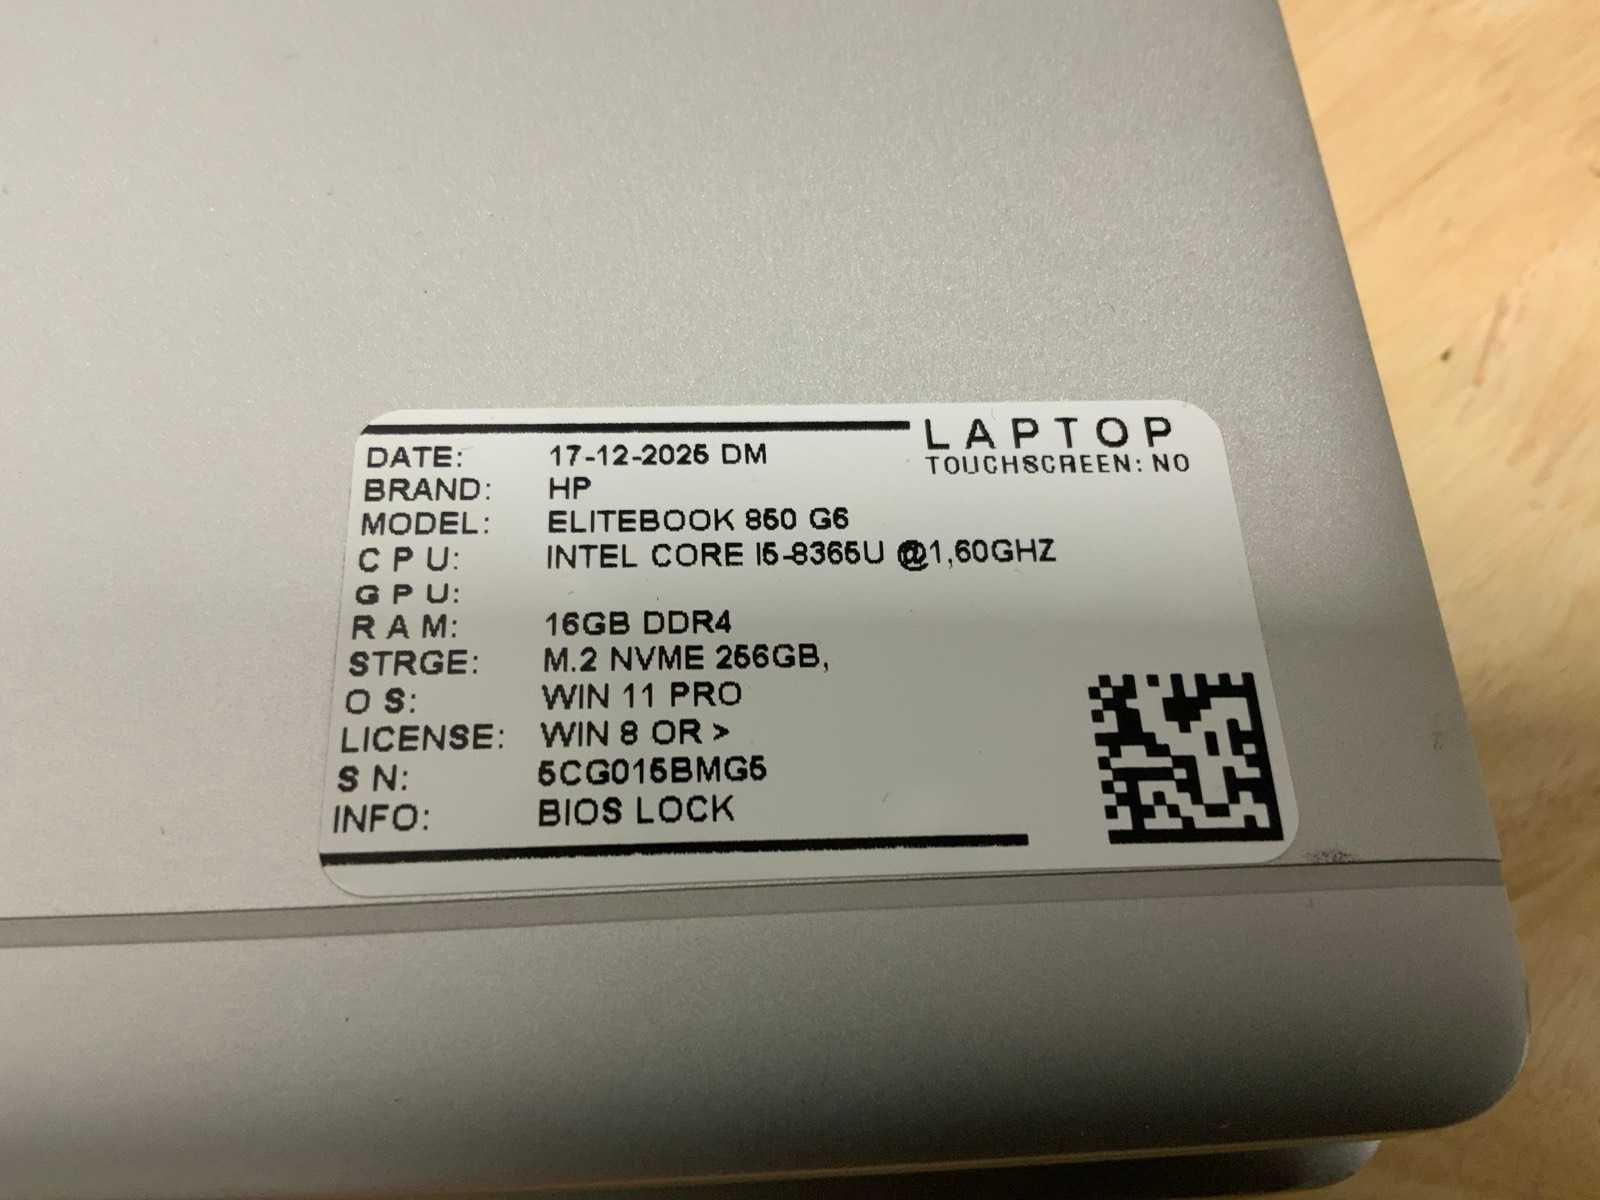 LAPTOP
TOUCHSCREEN: NO
DATE: 17-12-2025 DM
BRAND: HP
MODEL: ELITEBOOK 850 G6
CPU: INTEL CORE I5-8365U @1,60GHZ
GPU:
RAM: 16GB DDR4
STRGE: M.2 NVME 256GB,
OS: WIN 11 PRO
LICENSE: WIN 8 OR >
SN: 5CG015BMG5
INFO: BIOS LOCK